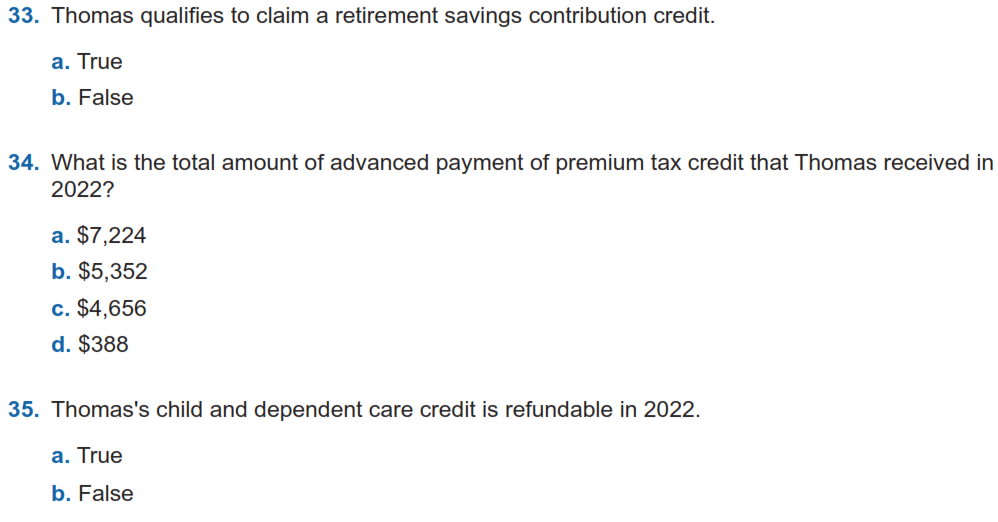 33. Thomas qualifies to claim a retirement savings contribution credit.
a. True
b. False
34. What is the total amount of advanced payment of premium tax credit that Thomas received in
2022?
a. $7,224
b. $5,352
c. $4,656
d. $388
35. Thomas's child and dependent care credit is refundable in 2022.
a. True
b. False